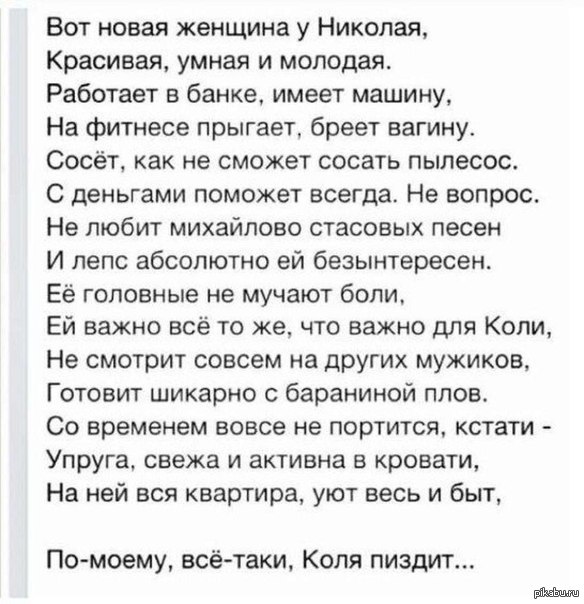 Вот новая женщина у Николая,
Красивая, умная и молодая.
Работает в банке, имеет машину,
На фитнесе прыгает, бреет вагину.
Сосёт, как не сможет сосать пылесос.
С деньгами поможет всегда. Не вопрос.
Не любит михайлово стасовых песен
И лепс абсолютно ей безынтересен.
Её головные не мучают боли,
Ей важно всё то же, что важно для Коли,
Не смотрит совсем на других мужиков,
Готовит шикарно с бараниной плов.
Со временем вовсе не портится, кстати -
Упруга, свежа и активна в кровати,
На ней вся квартира, уют весь и быт,
По-моему, всё-таки, Коля пиздит...
pikabu.ru